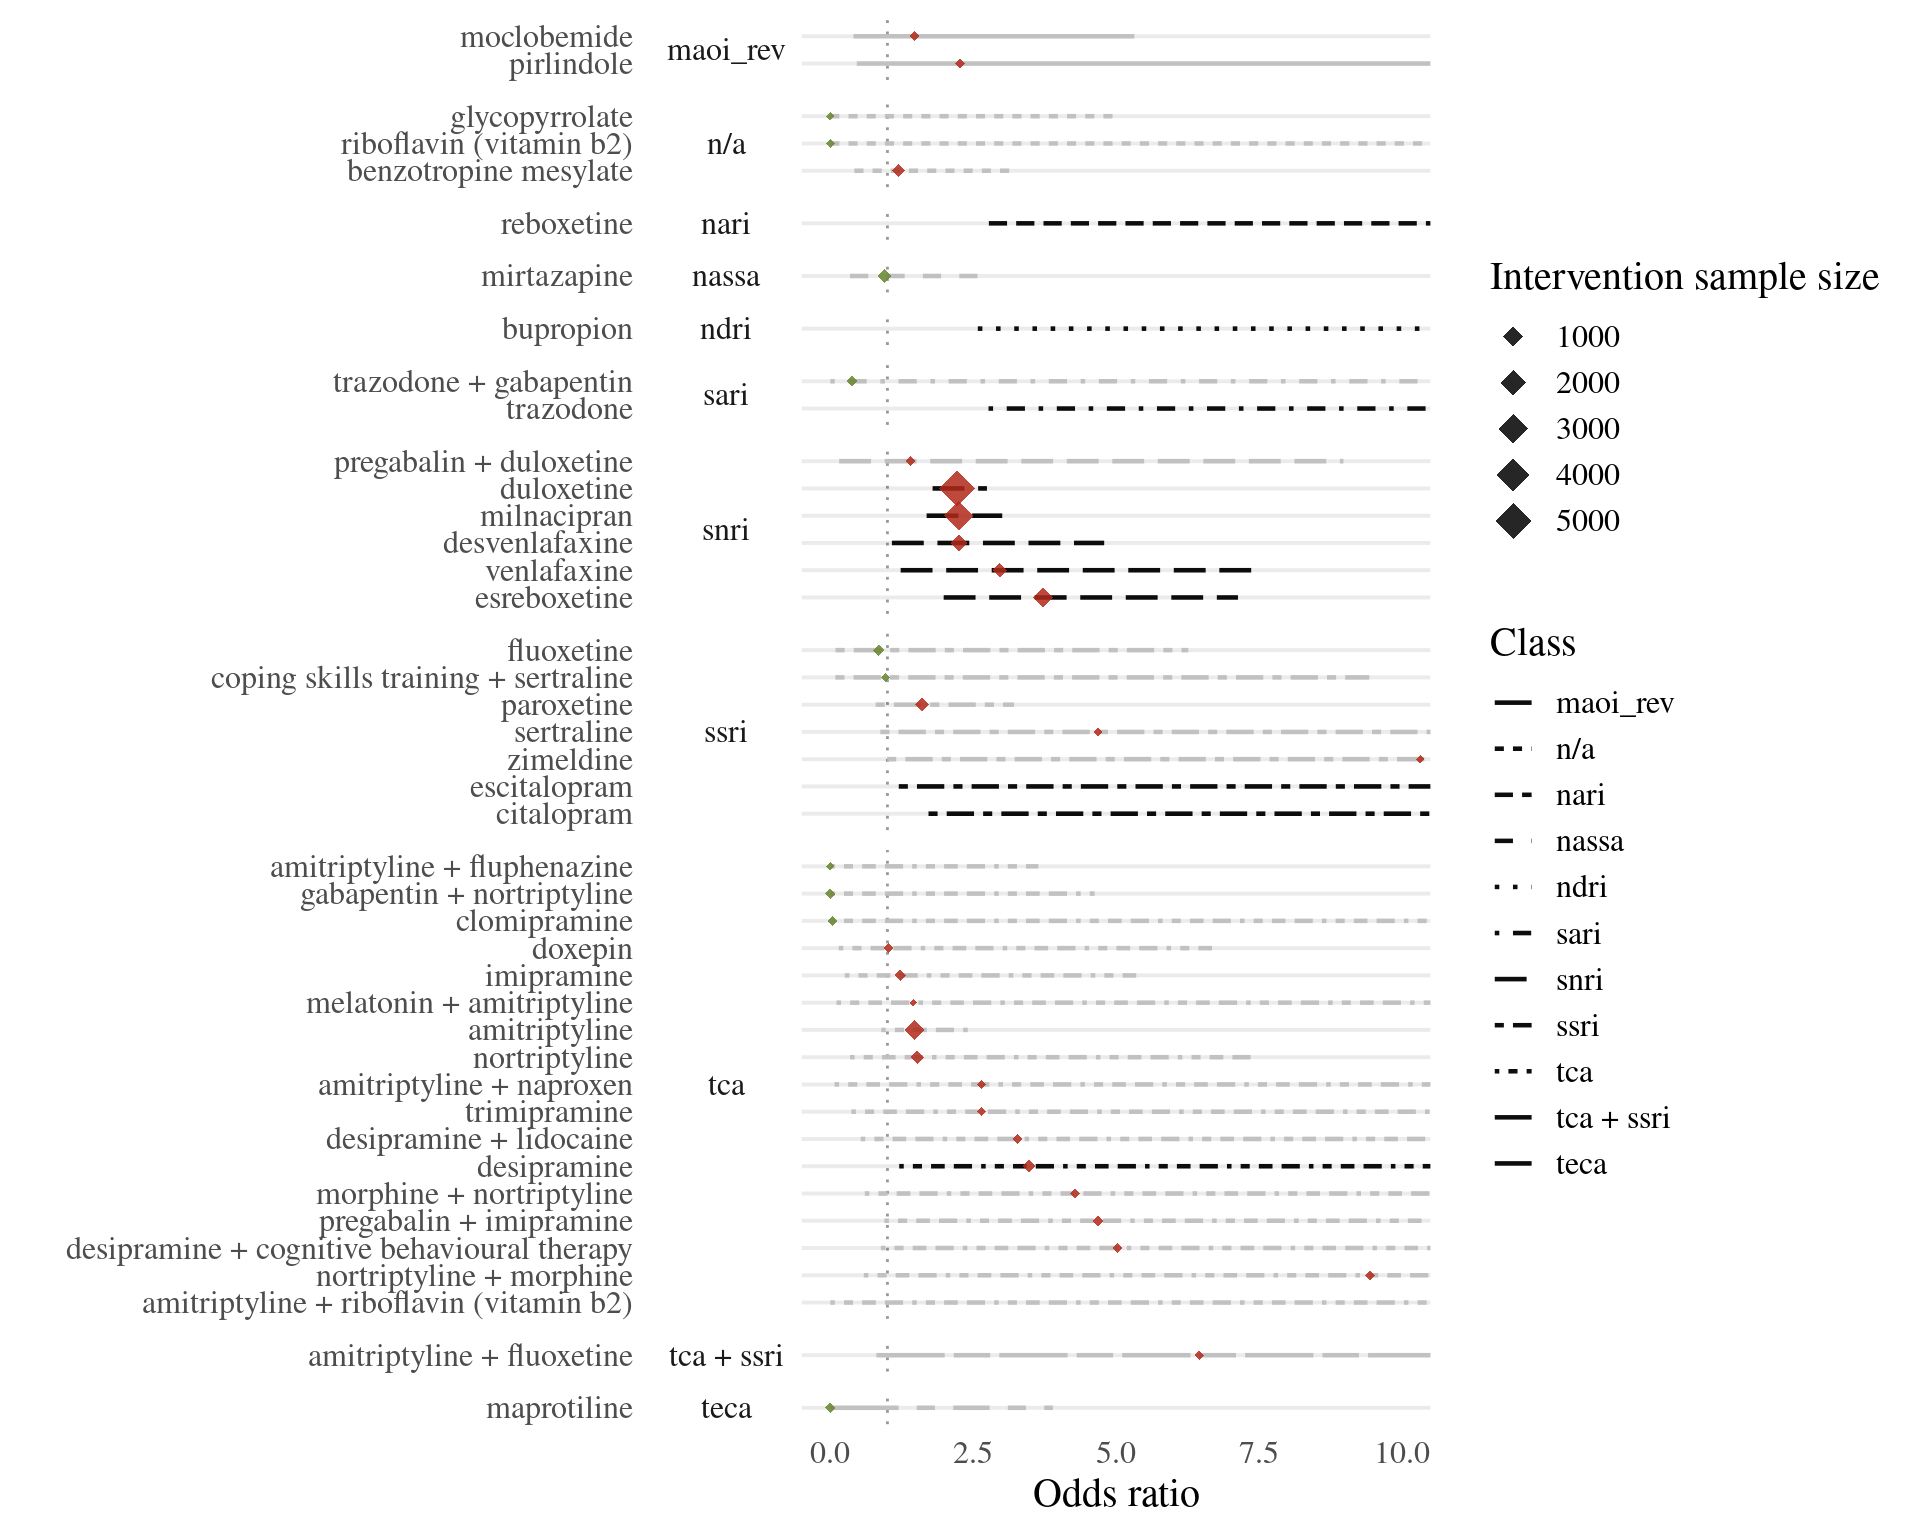 moclobemide
pirlindole
maoi_rev
glycopyrrolate
riboflavin (vitamin b2)
benzotropine mesylate
n/a
reboxetine
nari
mirtazapine
nassa
bupropion
ndri
trazodone + gabapentin
trazodone
sari
pregabalin + duloxetine
duloxetine
milnacipran
desvenlafaxine
venlafaxine
esreboxetine
snri
fluoxetine
coping skills training + sertraline
paroxetine
sertraline
zimeldine
escitalopram
citalopram
ssri
amitriptyline + fluphenazine
gabapentin + nortriptyline
clomipramine
doxepin
imipramine
melatonin + amitriptyline
amitriptyline
nortriptyline
amitriptyline + naproxen
trimipramine
desipramine + lidocaine
desipramine
morphine + nortriptyline
pregabalin + imipramine
desipramine + cognitive behavioural therapy
nortriptyline + morphine
amitriptyline + riboflavin (vitamin b2)
tca
amitriptyline + fluoxetine
tca + ssri
maprotiline
teca
0.0 2.5 5.0 7.5 10.0
Odds ratio
Intervention sample size
1000
2000
3000
4000
5000
Class
maoi_rev
n/a
nari
nassa
ndri
sari
snri
ssri
tca
tca + ssri
teca